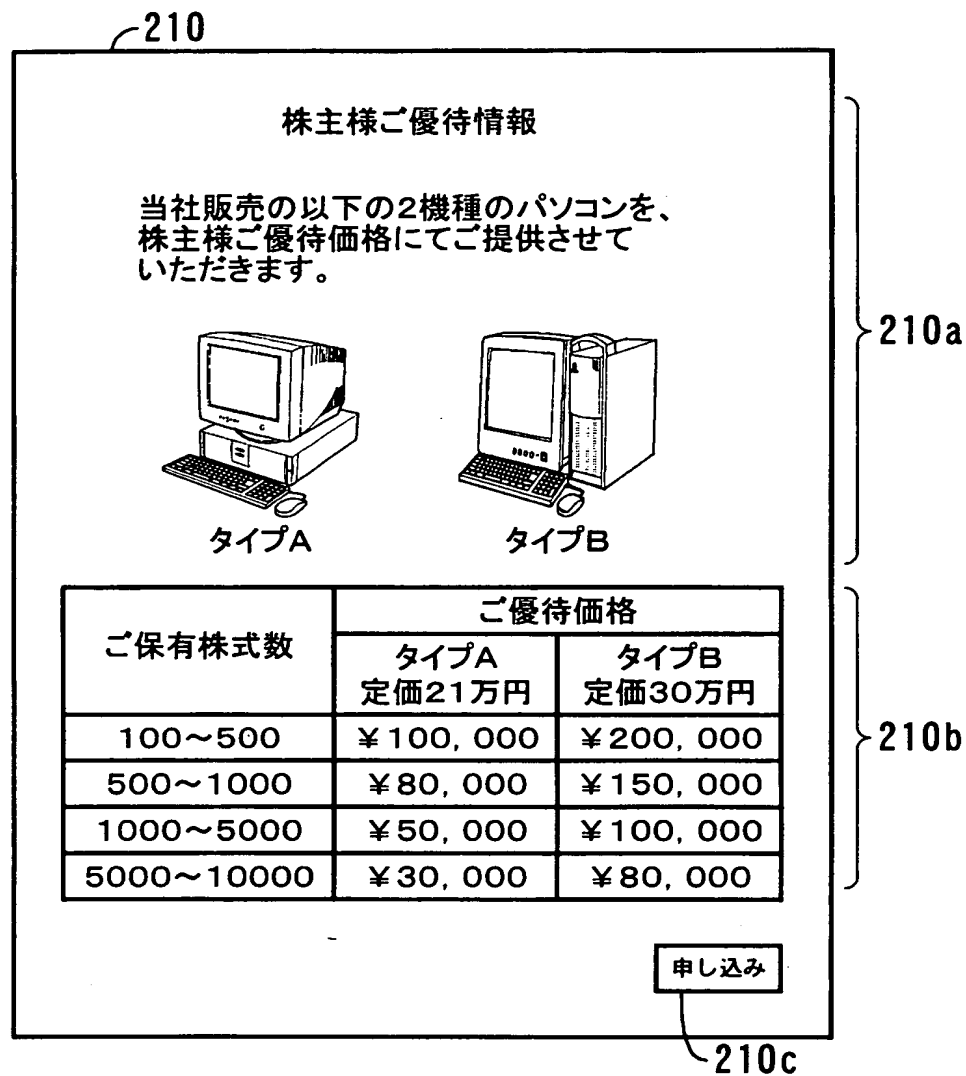 210
株主様ご優待情報
当社販売の以下の2機種のパソコンを、
株主様ご優待価格にてご提供させて
いただきます。
210a
タイプA
タイプB
ご保有株式数
ご優待価格
タイプA
定価21万円
タイプB
定価30万円
100～500
¥100, 000
¥200, 000
500～1000
¥80, 000
¥150, 000
1000～5000
¥50, 000
¥100, 000
5000～10000
¥30, 000
¥80, 000
210b
申し込み
210c